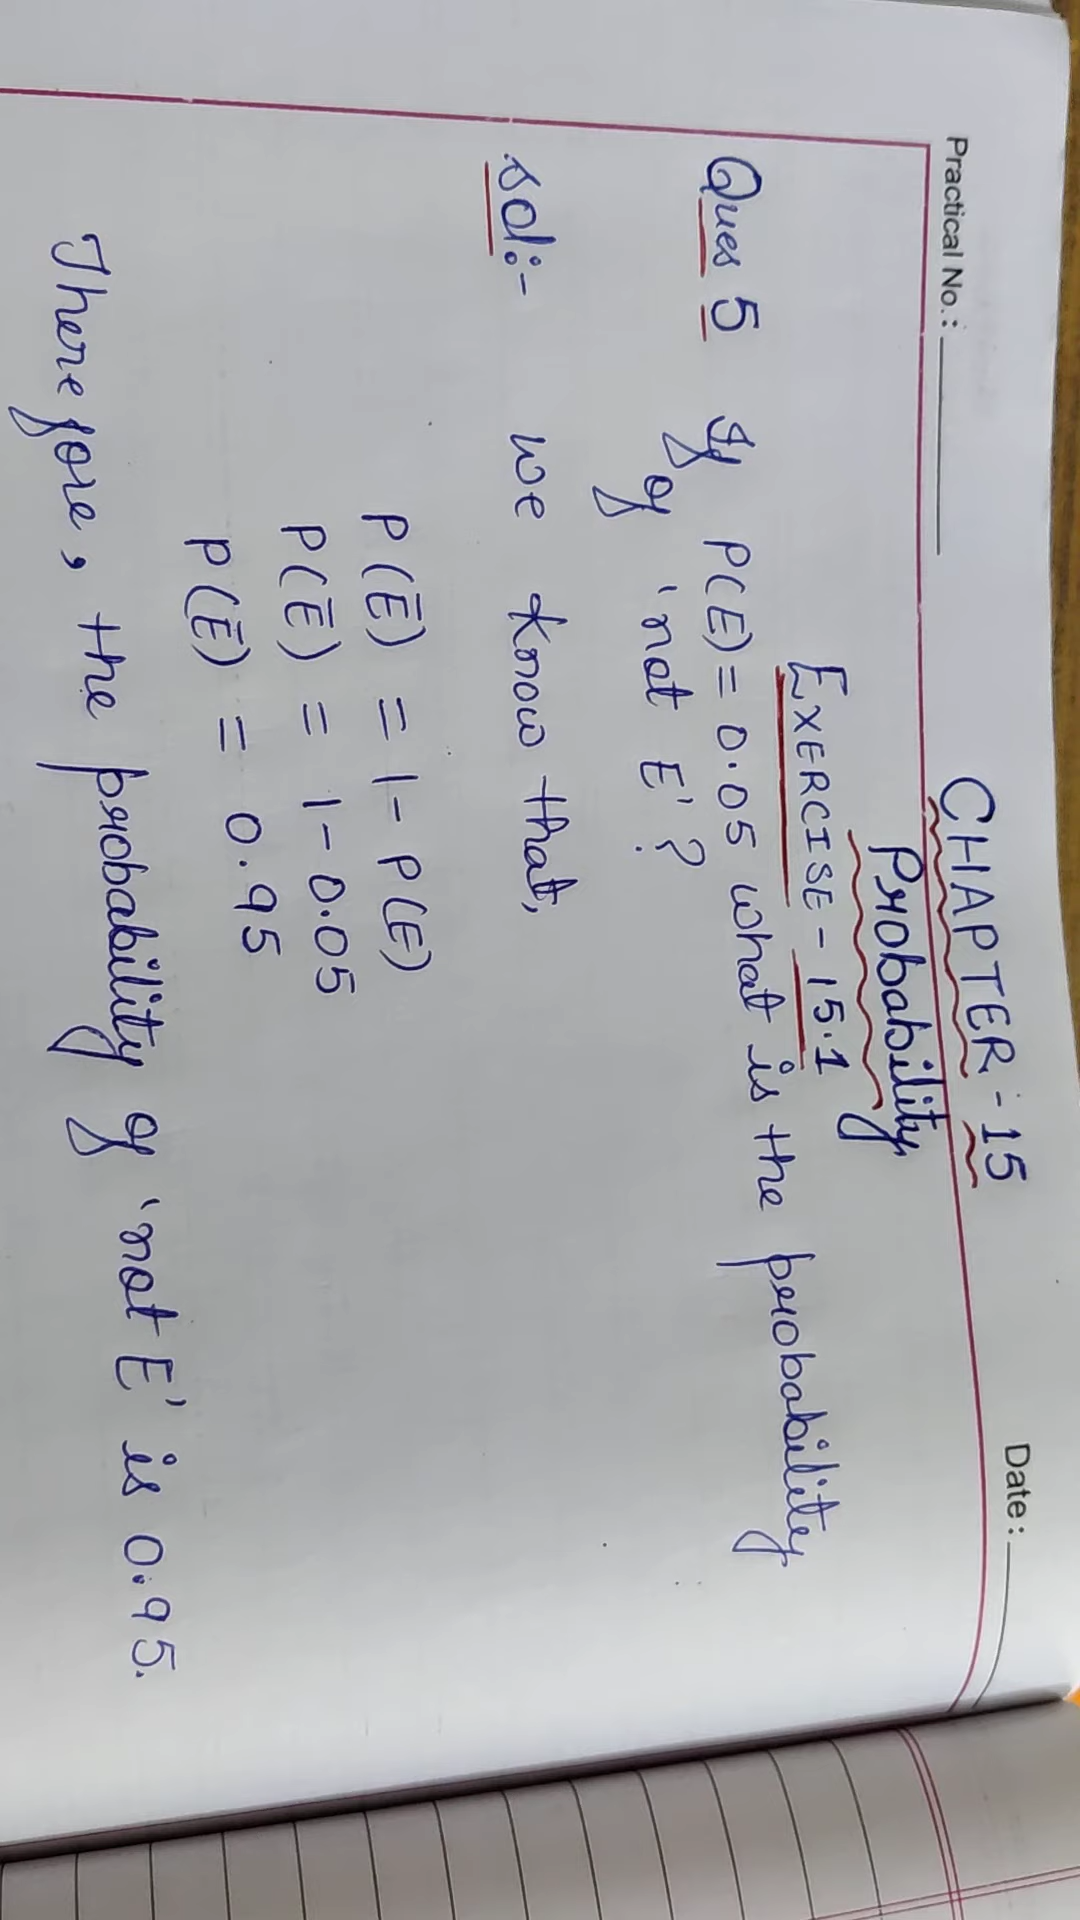 Practical No.: Date:
CHAPTER - 15
Probability
EXERCISE - 15.1
Ques 5 If P(E) = 0.05 what is the probability
of 'not E'?
Sol:- we know that,
P(Ē) = 1 - P(E)
P(Ē) = 1 - 0.05
P(Ē) = 0.95
Therefore, the probability of 'not E' is 0.95.